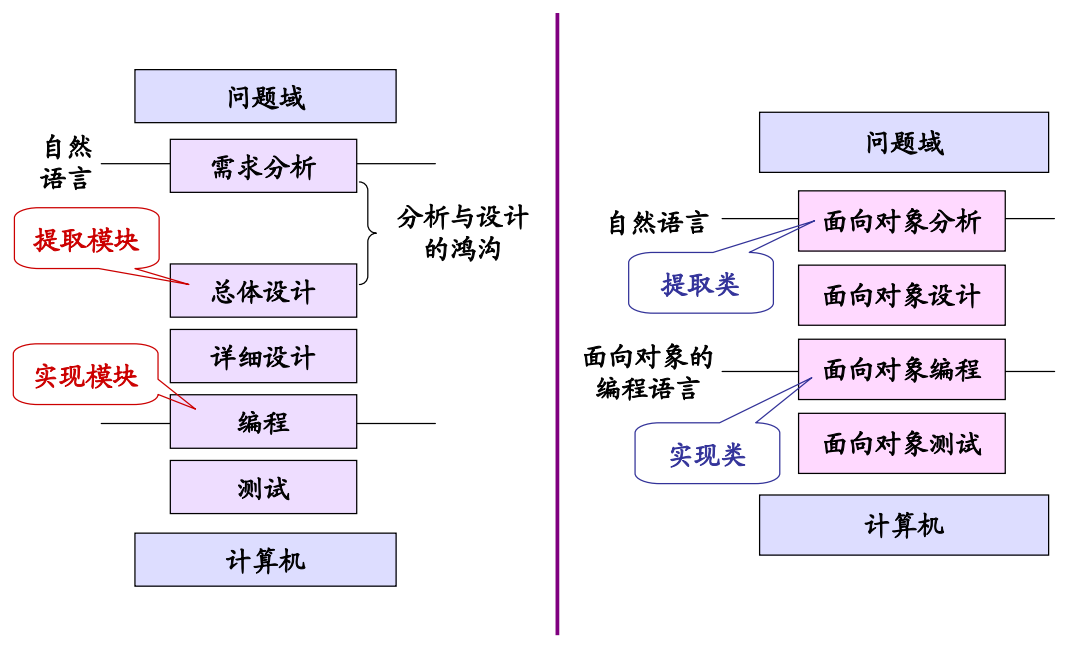 问题域
自然
语言
需求分析
提取模块
分析与设计
的鸿沟
总体设计
详细设计
实现模块
编程
测试
计算机
问题域
自然语言
面向对象分析
提取类
面向对象设计
面向对象的
编程语言
面向对象编程
实现类
面向对象测试
计算机